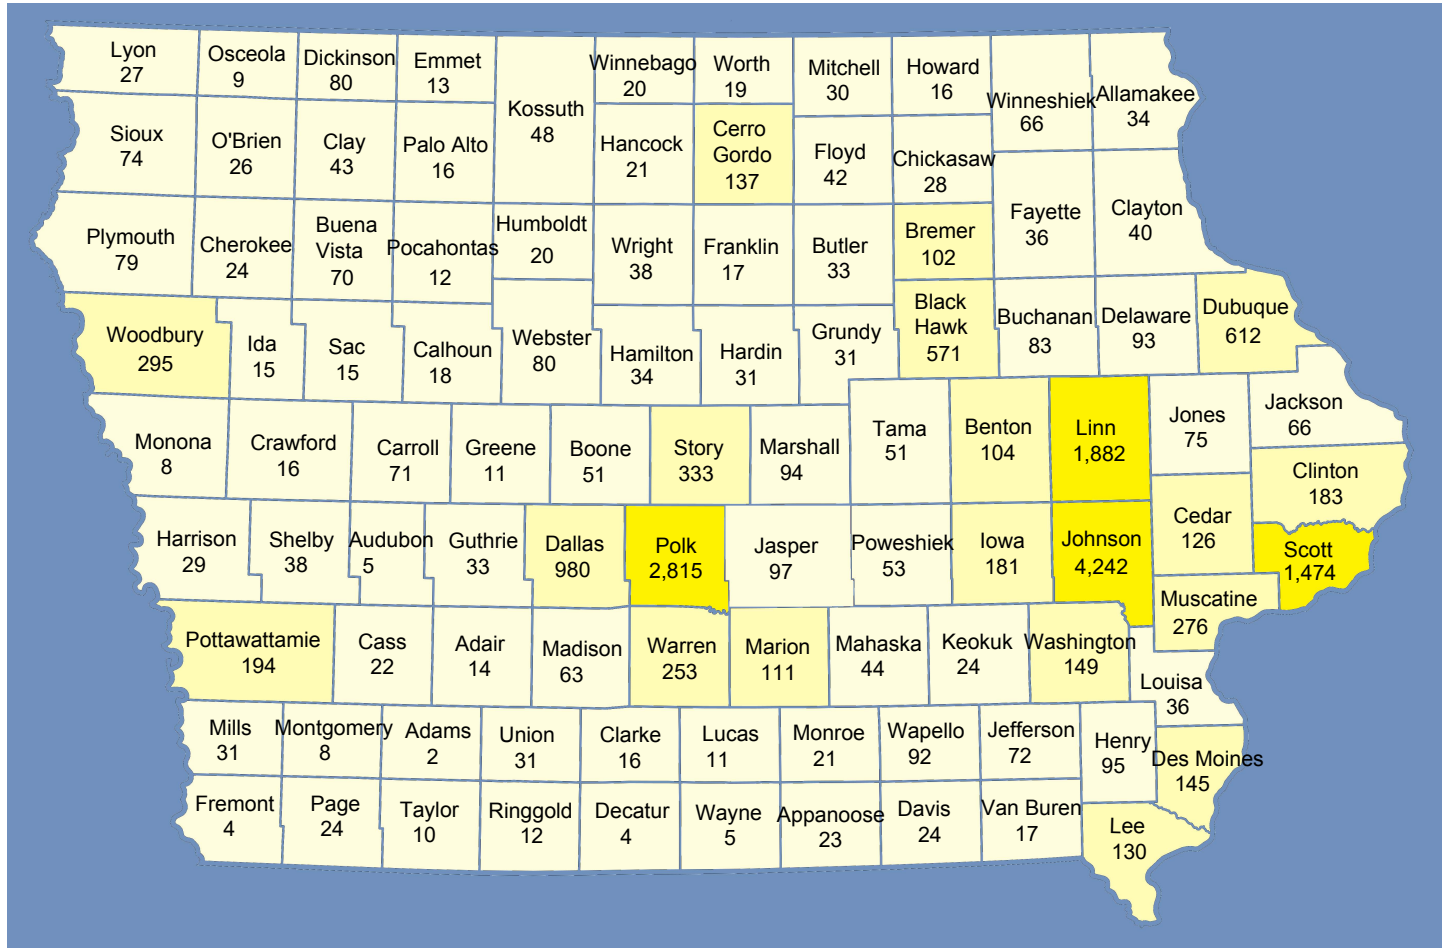 Lyon
27
Osceola
9
Dickinson
80
Emmet
13
Kossuth
48
Winnebago
20
Worth
19
Mitchell
30
Howard
16
Winneshiek
66
Allamakee
34
Sioux
74
O'Brien
26
Clay
43
Palo Alto
16
Hancock
21
Cerro
Gordo
137
Floyd
42
Chickasaw
28
Fayette
36
Clayton
40
Plymouth
79
Cherokee
24
Buena
Vista
70
Pocahontas
12
Humboldt
20
Wright
38
Franklin
17
Butler
33
Bremer
102
Woodbury
295
Ida
15
Sac
15
Calhoun
18
Webster
80
Hamilton
34
Hardin
31
Grundy
31
Black
Hawk
571
Buchanan
83
Delaware
93
Dubuque
612
Monona
8
Crawford
16
Carroll
71
Greene
11
Boone
51
Story
333
Marshall
94
Tama
51
Benton
104
Linn
1,882
Jones
75
Jackson
66
Clinton
183
Harrison
29
Shelby
38
Audubon
5
Guthrie
33
Dallas
980
Polk
2,815
Jasper
97
Poweshiek
53
Iowa
181
Johnson
4,242
Cedar
126
Scott
1,474
Muscatine
276
Pottawattamie
194
Cass
22
Adair
14
Madison
63
Warren
253
Marion
111
Mahaska
44
Keokuk
24
Washington
149
Louisa
36
Mills
31
Montgomery
8
Adams
2
Union
31
Clarke
16
Lucas
11
Monroe
21
Wapello
92
Jefferson
72
Henry
95
Des Moines
145
Fremont
4
Page
24
Taylor
10
Ringgold
12
Decatur
4
Wayne
5
Appanoose
23
Davis
24
Van Buren
17
Lee
130